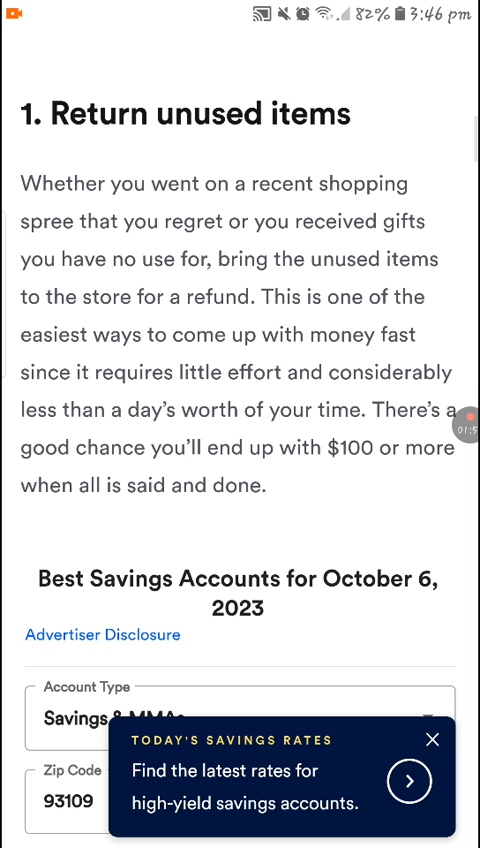 82% 3:46 pm
1. Return unused items
Whether you went on a recent shopping
spree that you regret or you received gifts
you have no use for, bring the unused items
to the store for a refund. This is one of the
easiest ways to come up with money fast
since it requires little effort and considerably
less than a day's worth of your time. There's a
good chance you'll end up with $100 or more
when all is said and done.
Best Savings Accounts for October 6,
2023
Advertiser Disclosure
Account Type
Savings & MMAs
TODAY'S SAVINGS RATES
Find the latest rates for
high-yield savings accounts.
Zip Code
93109